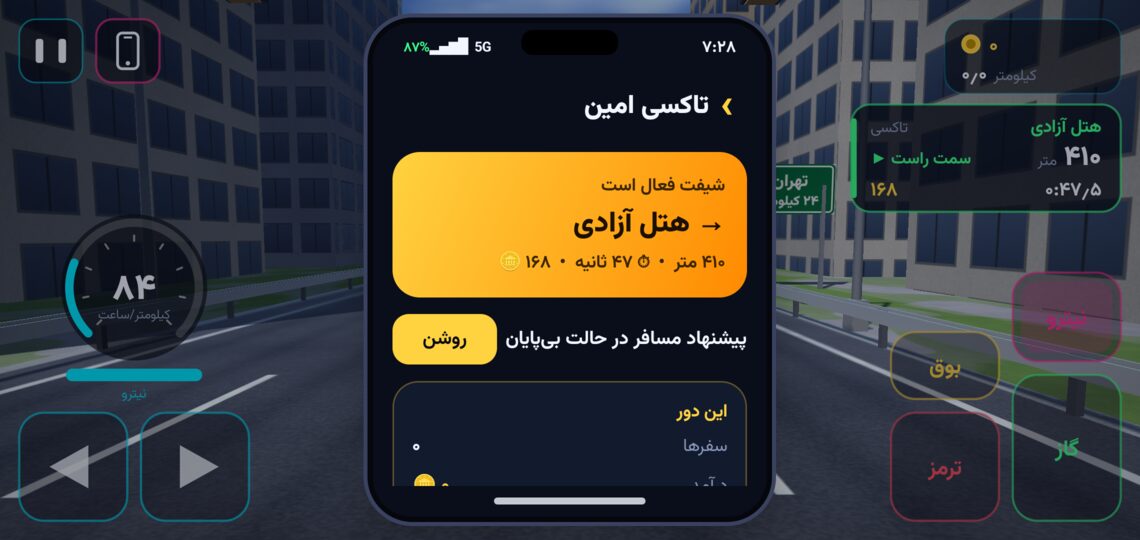 ۸۷%
5G
۷:۲۸
تاکسی امین
شیفت فعال است
→ هتل آزادی
۴۱۰ متر • ⏱ ۴۷ ثانیه • ۱۶۸
پیشنهاد مسافر در حالت بی‌پایان
روشن
این دور
سفرها
۰
درآمد
۰
۰
۰٫۰ کیلومتر
هتل آزادی
تاکسی
۴۱۰ متر
سمت راست ►
۰:۴۷٫۵
۱۶۸
تهران
۲۴
۸۴
کیلومتر/ساعت
نیترو
نیترو
بوق
گاز
ترمز